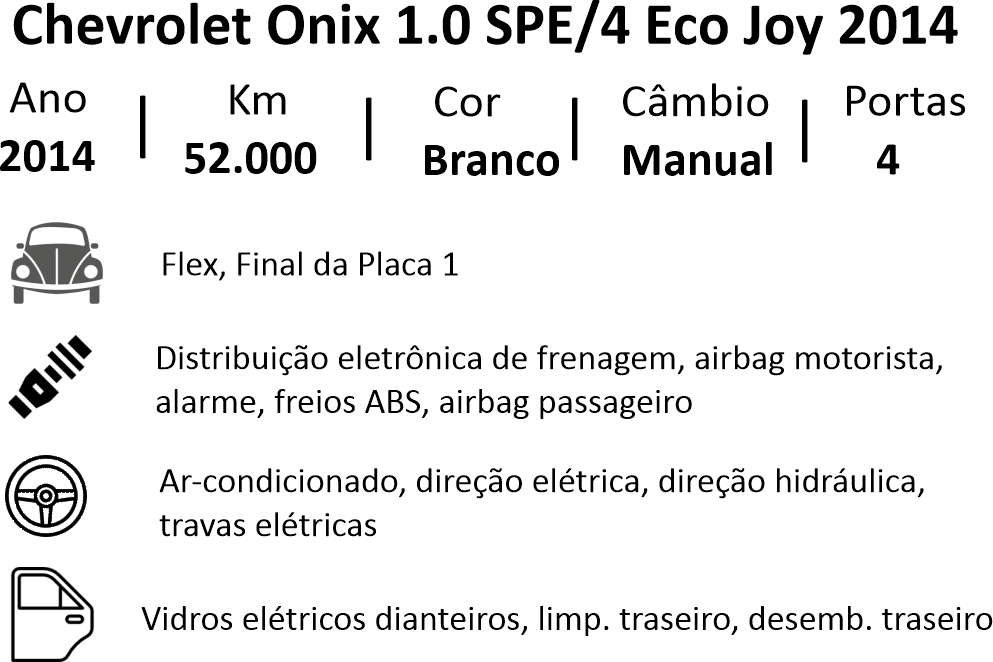 Chevrolet Onix 1.0 SPE/4 Eco Joy 2014
Ano | Km | Cor | Câmbio | Portas
2014 | 52.000 | Branco | Manual | 4
Flex, Final da Placa 1
Distribuição eletrônica de frenagem, airbag motorista,
alarme, freios ABS, airbag passageiro
Ar-condicionado, direção elétrica, direção hidráulica,
travas elétricas
Vidros elétricos dianteiros, limp. traseiro, desemb. traseiro